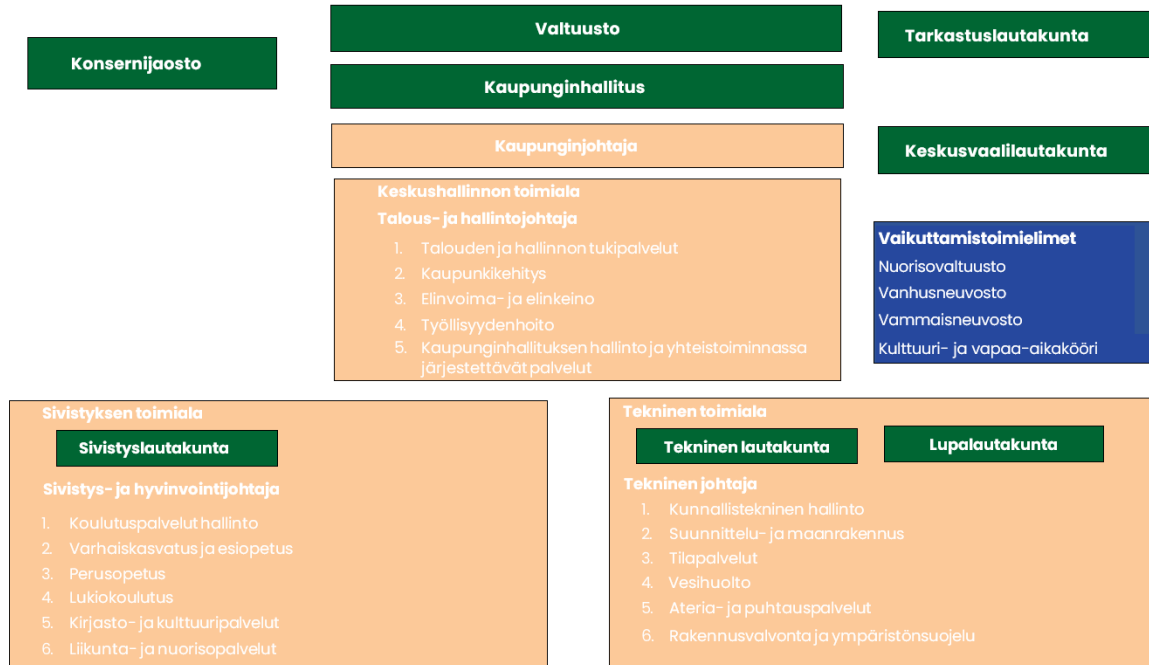 Valtuusto
Konsernijaosto
Tarkastuslautakunta
Kaupunginhallitus
Kaupunginjohtaja
Keskusvaalilautakunta
Keskushallinnon toimiala
Talous- ja hallintojohtaja
1. Talouden ja hallinnon tukipalvelut
2. Kaupunkikehitys
3. Elinvoima- ja elinkeino
4. Työllisyydenhoito
5. Kaupunginhallituksen hallinto ja yhteistoiminnassa
järjestettävät palvelut
Vaikuttamistoimielimet
Nuorisovaltuusto
Vanhusneuvosto
Vammaisneuvosto
Kulttuuri- ja vapaa-aikakööri
Sivistyksen toimiala
Sivistyslautakunta
Sivistys- ja hyvinvointijohtaja
1. Koulutuspalvelut hallinto
2. Varhaiskasvatus ja esiopetus
3. Perusopetus
4. Lukiokoulutus
5. Kirjasto- ja kulttuuripalvelut
6. Liikunta- ja nuorisopalvelut
Tekninen toimiala
Tekninen lautakunta
Lupalautakunta
Tekninen johtaja
1. Kunnallistekninen hallinto
2. Suunnittelu- ja maanrakennus
3. Tilapalvelut
4. Vesihuolto
5. Ateria- ja puhtauspalvelut
6. Rakennusvalvonta ja ympäristönsuojelu